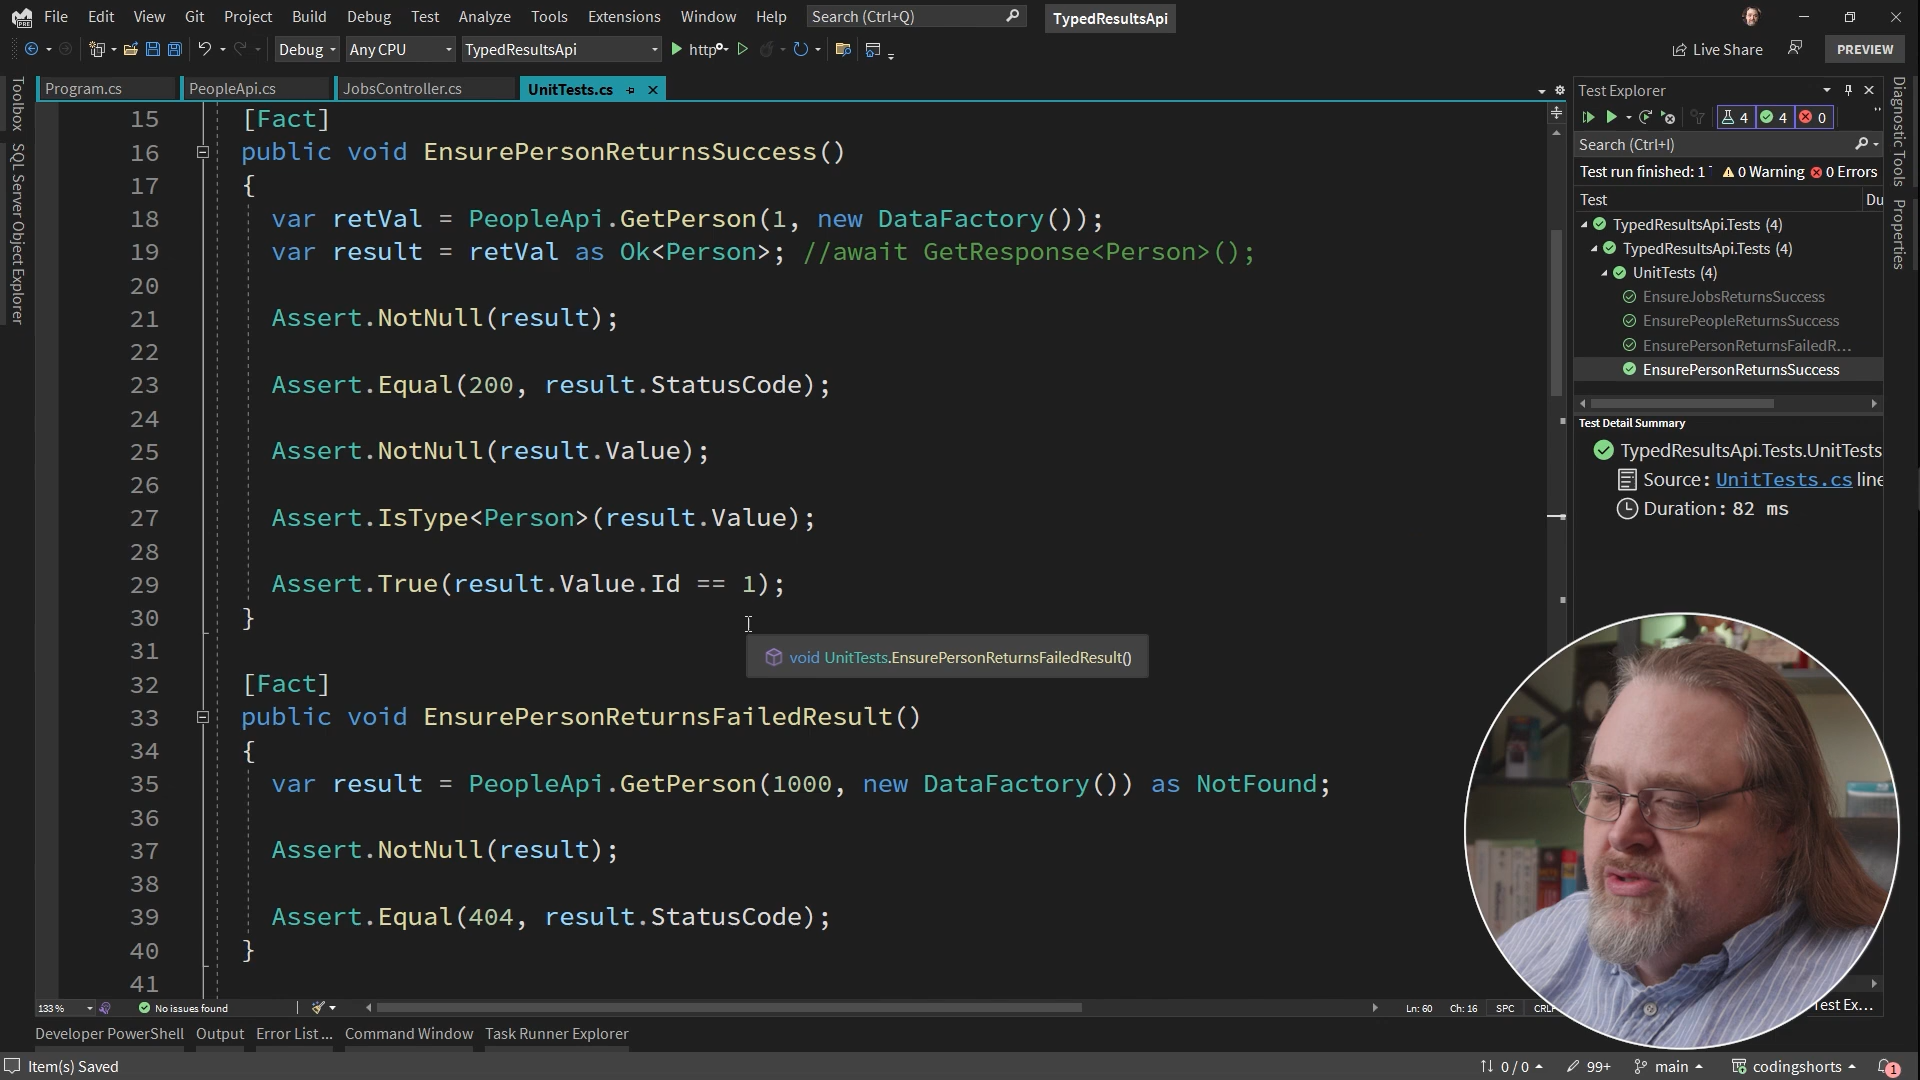 File Edit View Git Project Build Debug Test Analyze Tools Extensions Window Help Search (Ctrl+Q) TypedResultsApi
Debug Any CPU TypedResultsApi http Live Share PREVIEW
Program.cs PeopleApi.cs JobsController.cs UnitTests.cs
Toolbox
SQL Server Object Explorer
15 [Fact]
16 public void EnsurePersonReturnsSuccess()
17 {
18 var retVal = PeopleApi.GetPerson(1, new DataFactory());
19 var result = retVal as Ok<Person>; //await GetResponse<Person>();
20
21 Assert.NotNull(result);
22
23 Assert.Equal(200, result.StatusCode);
24
25 Assert.NotNull(result.Value);
26
27 Assert.IsType<Person>(result.Value);
28
29 Assert.True(result.Value.Id == 1);
30 }
31
void UnitTests.EnsurePersonReturnsFailedResult()
32 [Fact]
33 public void EnsurePersonReturnsFailedResult()
34 {
35 var result = PeopleApi.GetPerson(1000, new DataFactory()) as NotFound;
36
37 Assert.NotNull(result);
38
39 Assert.Equal(404, result.StatusCode);
40 }
41
Test Explorer
4 4 0
Search (Ctrl+I)
Test run finished: 1 0 Warning 0 Errors
Test Du
TypedResultsApi.Tests (4)
TypedResultsApi.Tests (4)
UnitTests (4)
EnsureJobsReturnsSuccess
EnsurePeopleReturnsSuccess
EnsurePersonReturnsFailedR...
EnsurePersonReturnsSuccess
Test Detail Summary
TypedResultsApi.Tests.UnitTests
Source: UnitTests.cs line
Duration: 82 ms
Diagnostic Tools
Properties
133 % No issues found Ln: 60 Ch: 16 SPC CRLF
Test Ex...
Developer PowerShell Output Error List ... Command Window Task Runner Explorer
Item(s) Saved 0 / 0 99+ main codingshorts 1